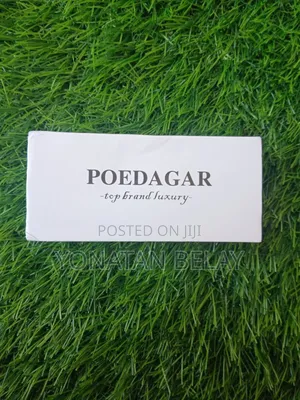 POEDAGAR
-top brand luxury-
POSTED ON JIJI
YONATAN BELAY